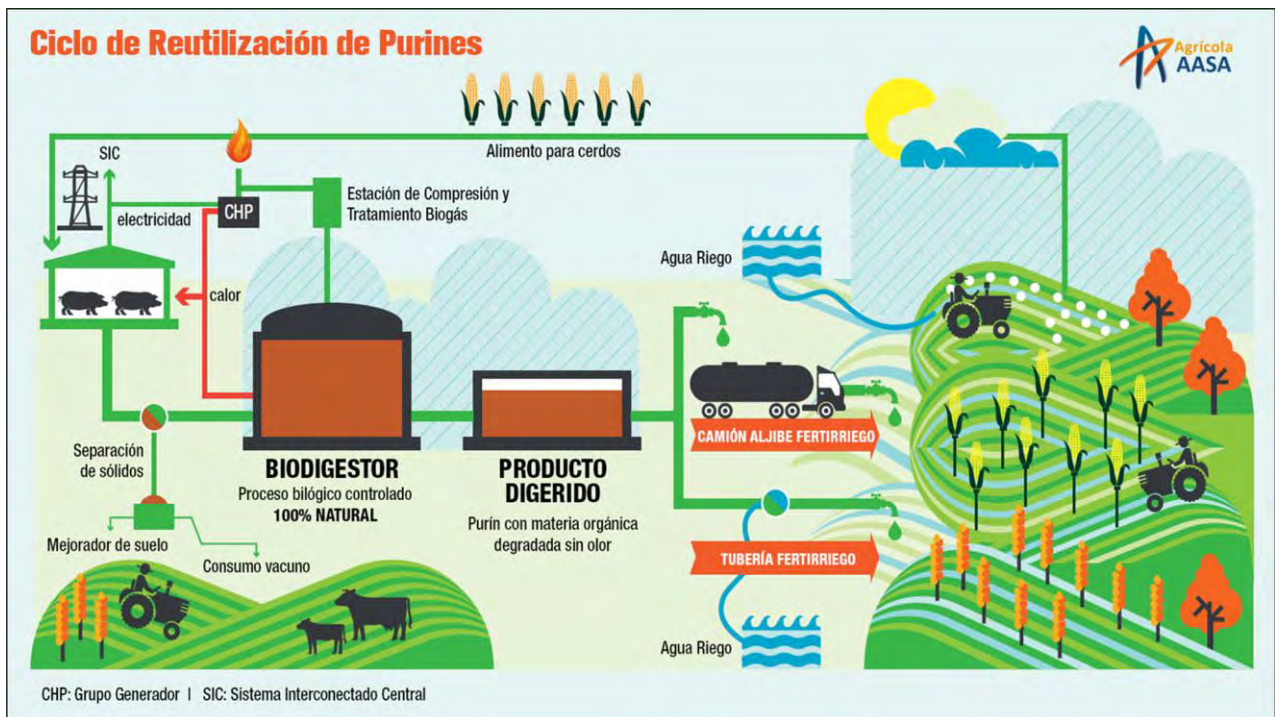 Ciclo de Reutilización de Purines
Agrícola
AASA
Alimento para cerdos
SIC
electricidad
CHP
Estación de Compresión y
Tratamiento Biogás
calor
Agua Riego
CAMIÓN ALJIBE FERTIRRIEGO
Separación
de sólidos
BIODIGESTOR
Proceso bilógico controlado
100% NATURAL
PRODUCTO
DIGERIDO
Purín con materia orgánica
degradada sin olor
Mejorador de suelo
Consumo vacuno
TUBERÍA FERTIRRIEGO
Agua Riego
CHP: Grupo Generador | SIC: Sistema Interconectado Central